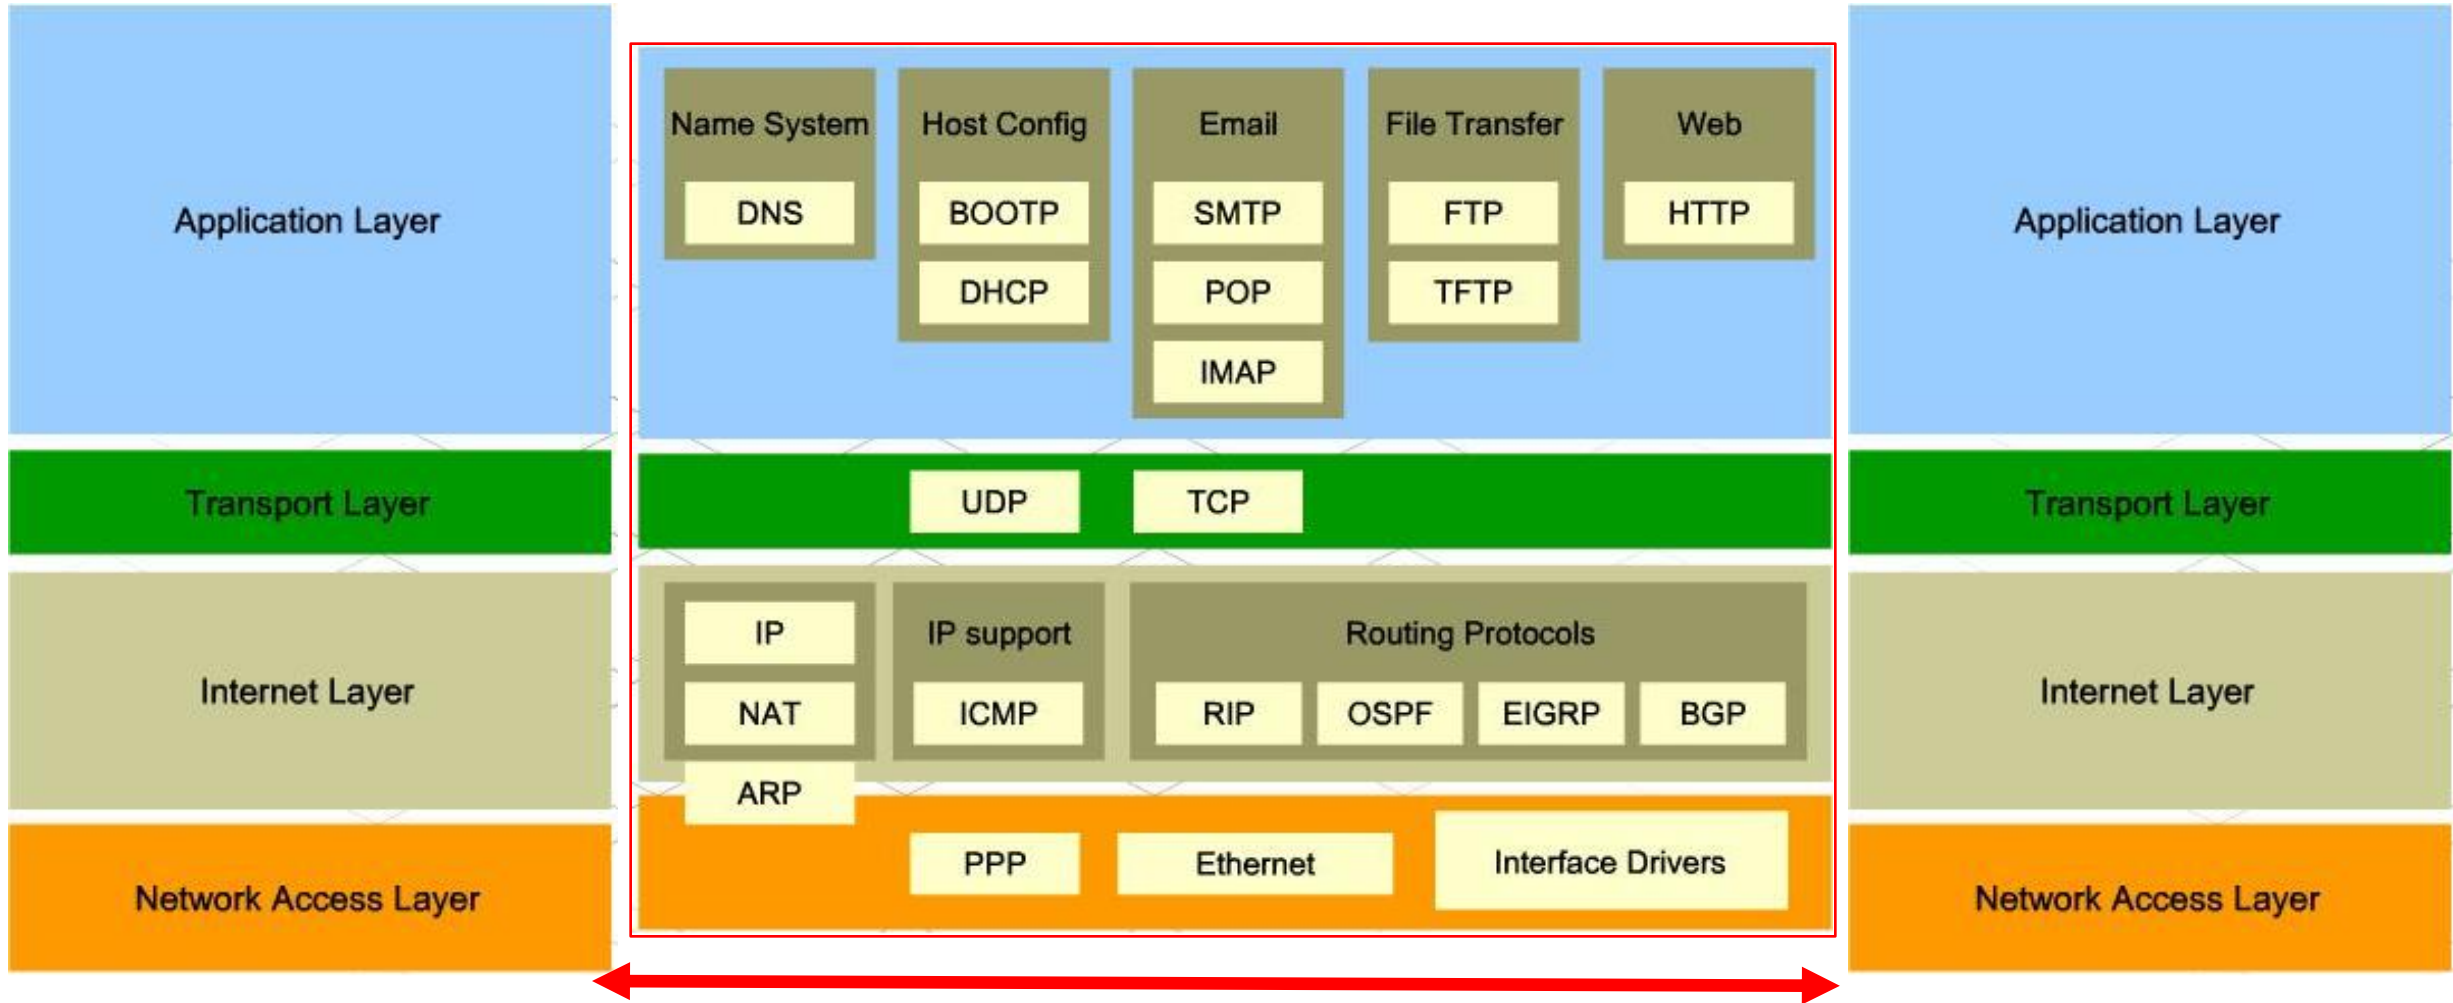 Application Layer
Transport Layer
Internet Layer
Network Access Layer
Name System
DNS
Host Config
BOOTP
DHCP
Email
SMTP
POP
IMAP
File Transfer
FTP
TFTP
Web
HTTP
UDP
TCP
IP
NAT
ARP
IP support
ICMP
Routing Protocols
RIP
OSPF
EIGRP
BGP
PPP
Ethernet
Interface Drivers
Application Layer
Transport Layer
Internet Layer
Network Access Layer